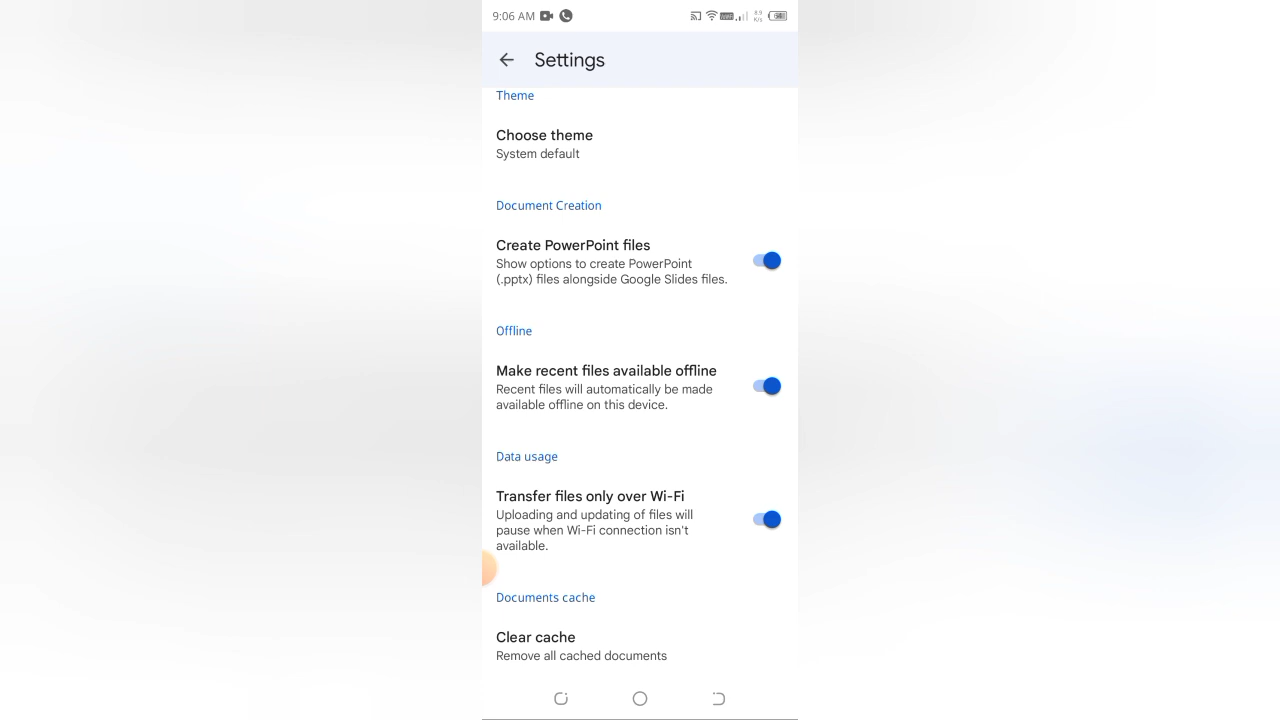 9:06 AM
Settings
Theme
Choose theme
System default
Document Creation
Create PowerPoint files
Show options to create PowerPoint
(.pptx) files alongside Google Slides files.
Offline
Make recent files available offline
Recent files will automatically be made
available offline on this device.
Data usage
Transfer files only over Wi-Fi
Uploading and updating of files will
pause when Wi-Fi connection isn't
available.
Documents cache
Clear cache
Remove all cached documents